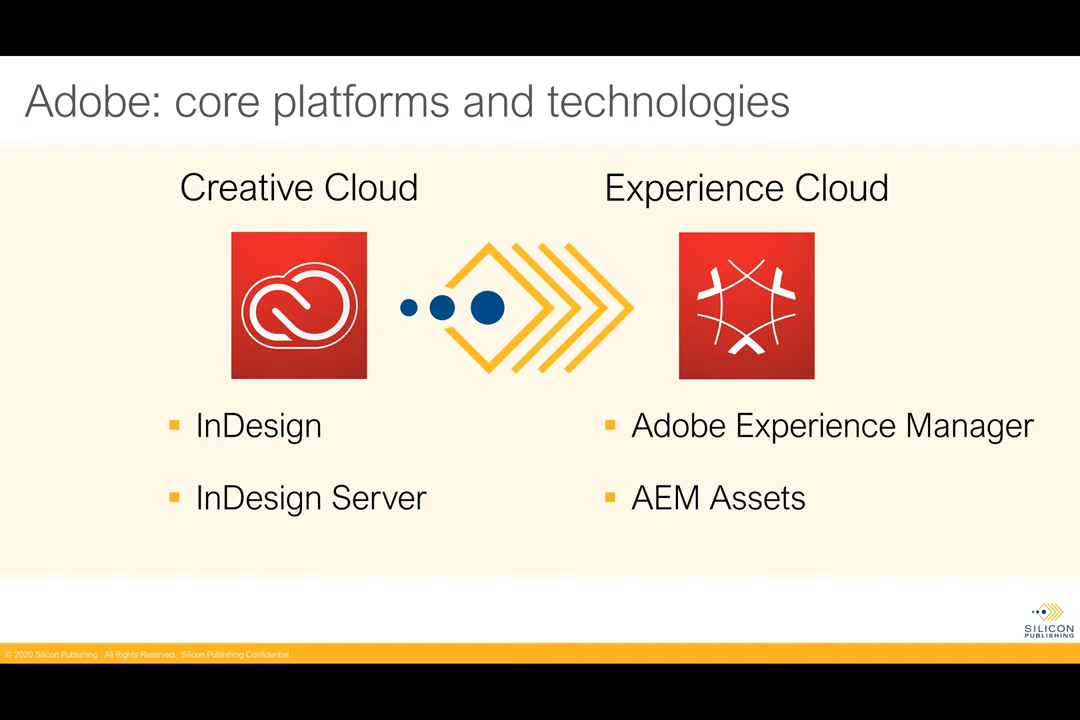 Adobe: core platforms and technologies
Creative Cloud
Experience Cloud
InDesign
InDesign Server
Adobe Experience Manager
AEM Assets
SILICON
PUBLISHING
© 2020 Silicon Publishing. All Rights Reserved. Silicon Publishing Confidential